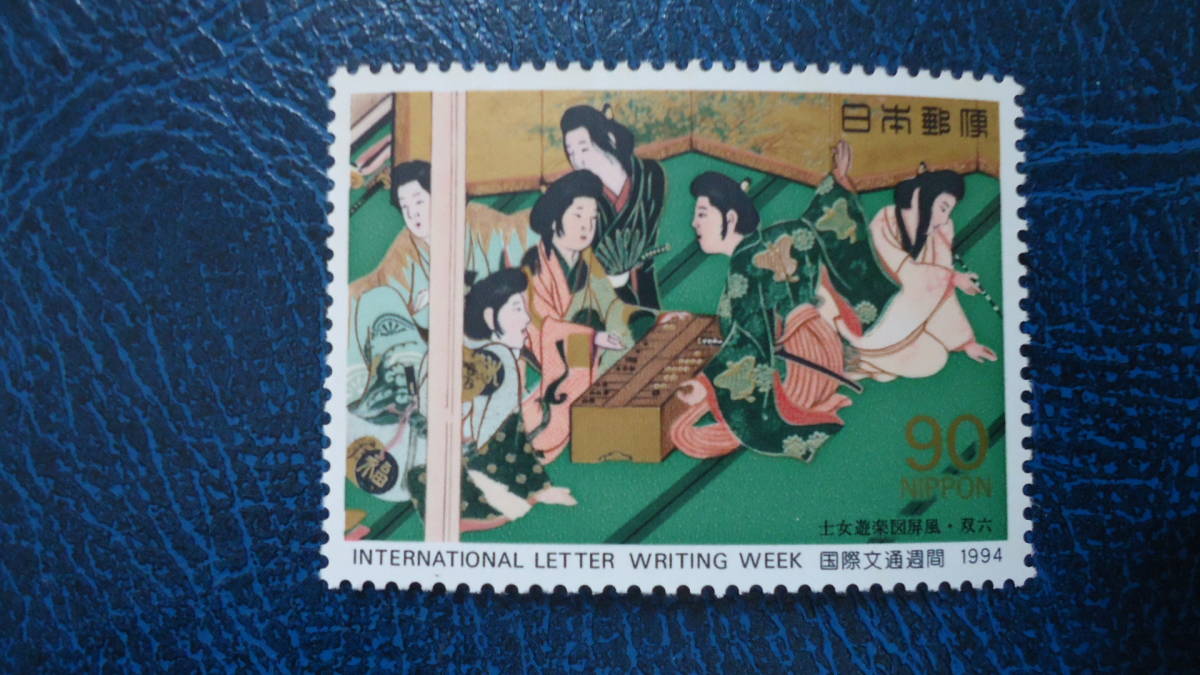 日本郵便
福
90
NIPPON
士女遊楽図屏風・双六
INTERNATIONAL LETTER WRITING WEEK 国際文通週間 1994